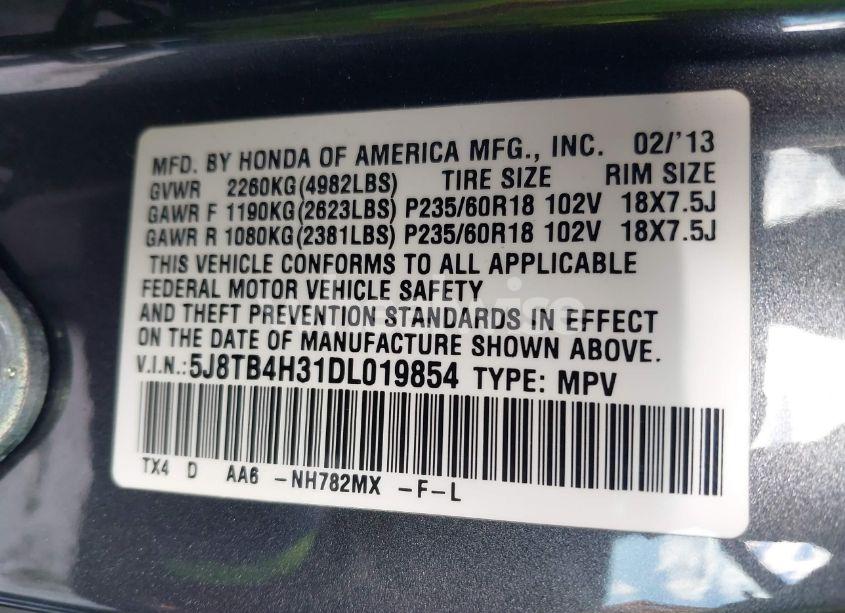 MFD. BY HONDA OF AMERICA MFG., INC. 02/'13
GVWR 2260KG(4982LBS) TIRE SIZE RIM SIZE
GAWR F 1190KG(2623LBS) P235/60R18 102V 18X7.5J
GAWR R 1080KG(2381LBS) P235/60R18 102V 18X7.5J
THIS VEHICLE CONFORMS TO ALL APPLICABLE
FEDERAL MOTOR VEHICLE SAFETY
AND THEFT PREVENTION STANDARDS IN EFFECT
ON THE DATE OF MANUFACTURE SHOWN ABOVE.
V.I.N.:5J8TB4H31DL019854 TYPE: MPV
TX4 D AA6 -NH782MX -F-L